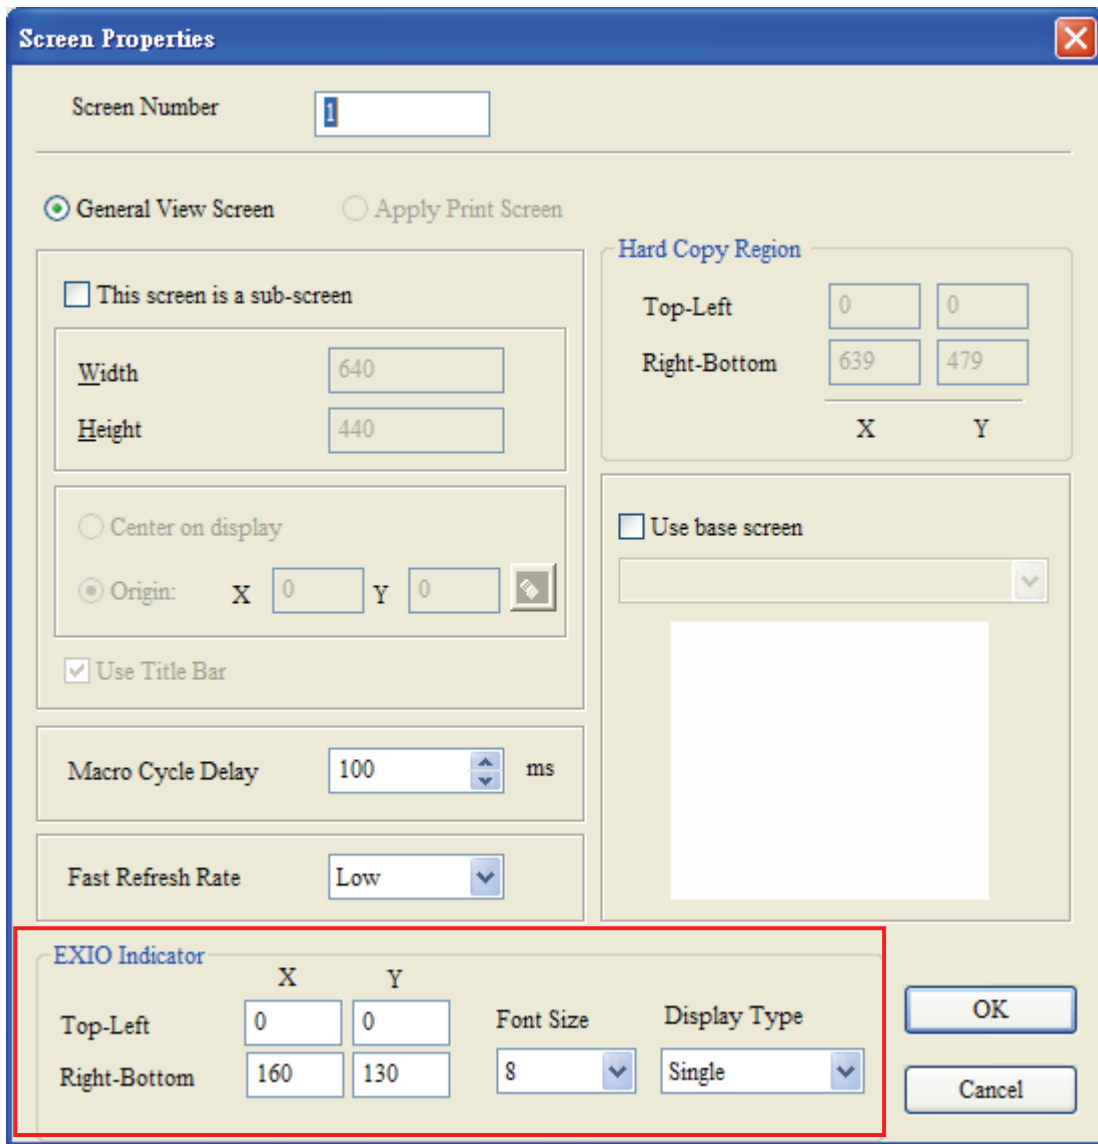 Screen Properties
Screen Number 1
General View Screen Apply Print Screen
This screen is a sub-screen
Width 640
Height 440
Center on display
Origin: X 0 Y 0
Use Title Bar
Macro Cycle Delay 100 ms
Fast Refresh Rate Low
Hard Copy Region
Top-Left 0 0
Right-Bottom 639 479
X Y
Use base screen
EXIO Indicator
X Y
Top-Left 0 0
Right-Bottom 160 130
Font Size
8
Display Type
Single
OK
Cancel